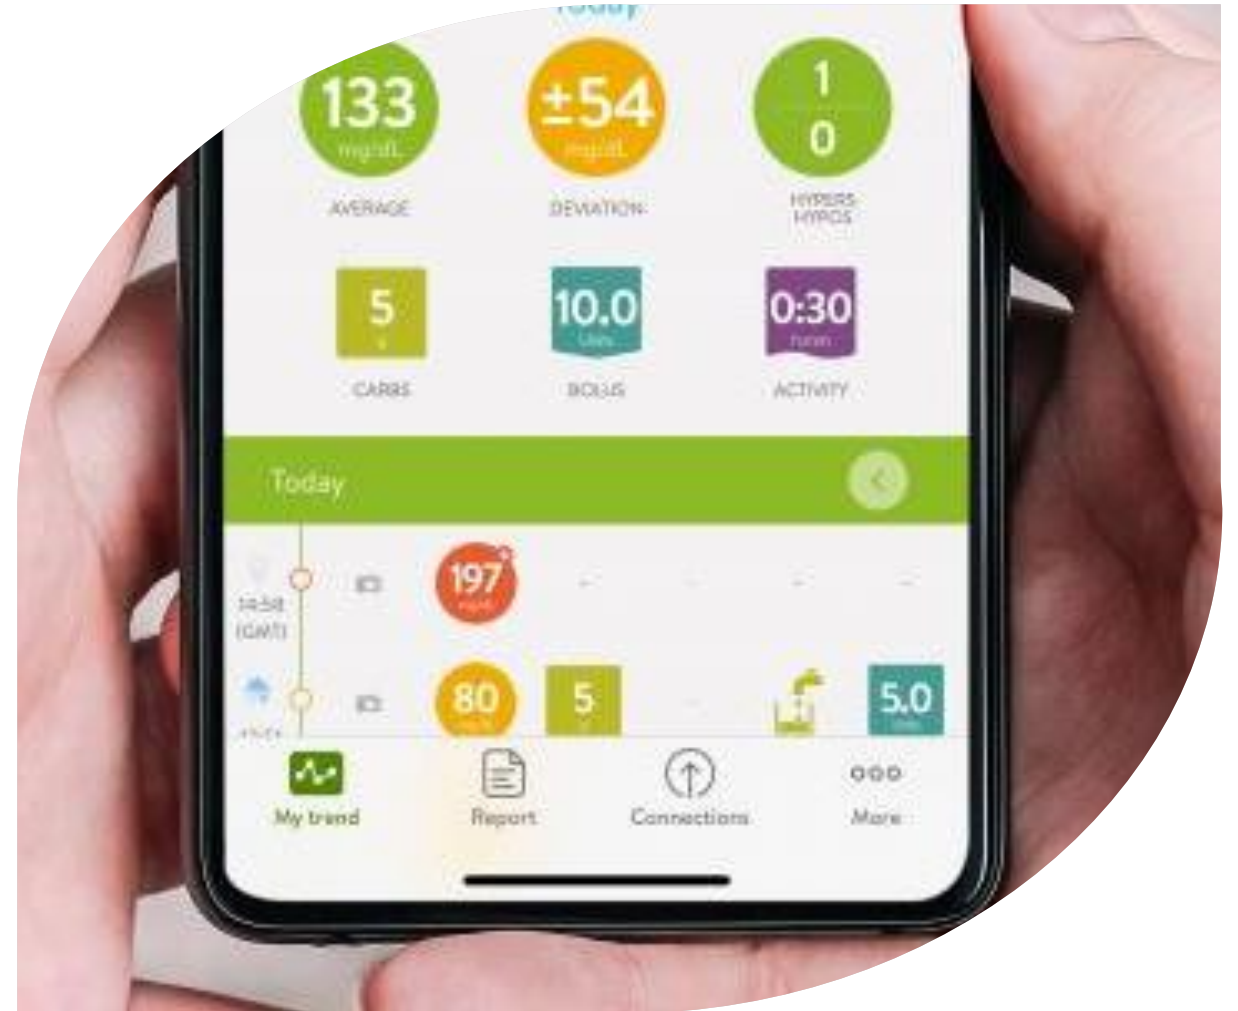 Today
133 ±54 1
mg/dL mg/dL 0
AVERAGE DEVIATION HYPERS
HYPOS
5 10.0 0:30
CARBS BOLUS ACTIVITY
Today
197
14:58
(GMT)
80 5 5.0
My trend Report Connections More